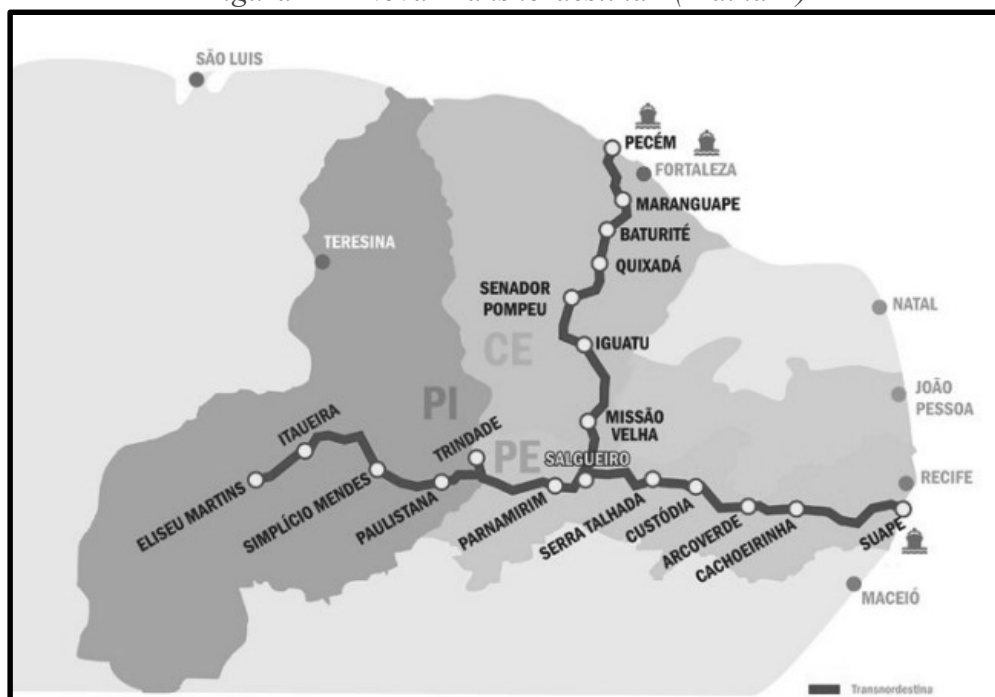 SÃO LUIS
PECÉM
FORTALEZA
MARANGUAPE
TERESINA
BATURITÉ
QUIXADÁ
SENADOR
POMPEU
NATAL
CE
IGUATU
JOÃO
PESSOA
PI
MISSÃO
VELHA
ITAUEIRA
TRINDADE
PE
SALGUEIRO
RECIFE
ELISEU MARTINS
SIMPLÍCIO MENDES
PAULISTANA
PARNAMIRIM
SERRA TALHADA
CUSTÓDIA
ARCOVERDE
CACHOEIRINHA
SUAPE
MACEIÓ
Transnordestina